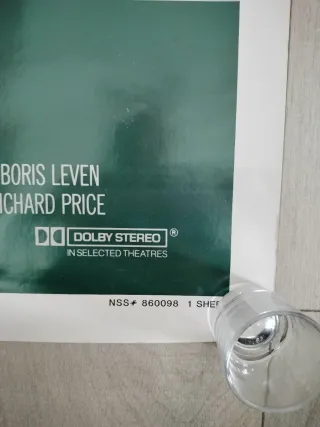 BORIS LEVEN
ICHARD PRICE
DOLBY STEREO ®
IN SELECTED THEATRES
NSS# 860098 1 SHE